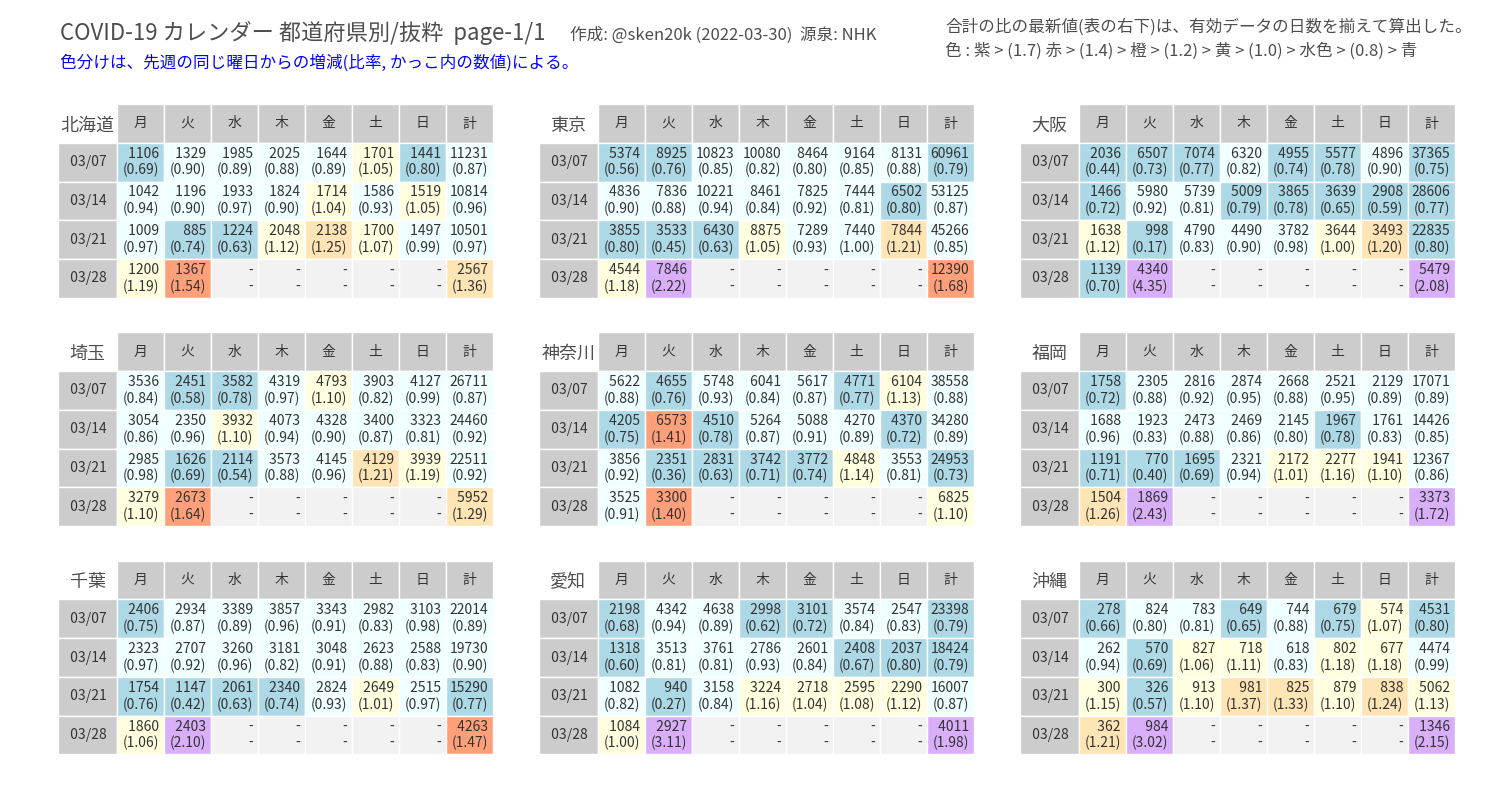 COVID-19 カレンダー 都道府県別/抜粋 page-1/1 作成: @sken20k (2022-03-30) 源泉: NHK
合計の比の最新値(表の右下)は、有効データの日数を揃えて算出した。
色分けは、先週の同じ曜日からの増減(比率, かっこ内の数値)による。
色 : 紫 > (1.7) 赤 > (1.4) > 橙 > (1.2) > 黄 > (1.0) > 水色 > (0.8) > 青
北海道 月 火 水 木 金 土 日 計
03/07 1106 1329 1985 2025 1644 1701 1441 11231
(0.69) (0.90) (0.89) (0.88) (0.89) (1.05) (0.80) (0.87)
03/14 1042 1196 1933 1824 1714 1586 1519 10814
(0.94) (0.90) (0.97) (0.90) (1.04) (0.93) (1.05) (0.96)
03/21 1009 885 1224 2048 2138 1700 1497 10501
(0.97) (0.74) (0.63) (1.12) (1.25) (1.07) (0.99) (0.97)
03/28 1200 1367 - - - - - 2567
(1.19) (1.54) - - - - - (1.36)
東京 月 火 水 木 金 土 日 計
03/07 5374 8925 10823 10080 8464 9164 8131 60961
(0.56) (0.76) (0.85) (0.82) (0.80) (0.85) (0.88) (0.79)
03/14 4836 7836 10221 8461 7825 7444 6502 53125
(0.90) (0.88) (0.94) (0.84) (0.92) (0.81) (0.80) (0.87)
03/21 3855 3533 6430 8875 7289 7440 7844 45266
(0.80) (0.45) (0.63) (1.05) (0.93) (1.00) (1.21) (0.85)
03/28 4544 7846 - - - - - 12390
(1.18) (2.22) - - - - - (1.68)
大阪 月 火 水 木 金 土 日 計
03/07 2036 6507 7074 6320 4955 5577 4896 37365
(0.44) (0.73) (0.77) (0.82) (0.74) (0.78) (0.90) (0.75)
03/14 1466 5980 5739 5009 3865 3639 2908 28606
(0.72) (0.92) (0.81) (0.79) (0.78) (0.65) (0.59) (0.77)
03/21 1638 998 4790 4490 3782 3644 3493 22835
(1.12) (0.17) (0.83) (0.90) (0.98) (1.00) (1.20) (0.80)
03/28 1139 4340 - - - - - 5479
(0.70) (4.35) - - - - - (2.08)
埼玉 月 火 水 木 金 土 日 計
03/07 3536 2451 3582 4319 4793 3903 4127 26711
(0.84) (0.58) (0.78) (0.97) (1.10) (0.82) (0.99) (0.87)
03/14 3054 2350 3932 4073 4328 3400 3323 24460
(0.86) (0.96) (1.10) (0.94) (0.90) (0.87) (0.81) (0.92)
03/21 2985 1626 2114 3573 4145 4129 3939 22511
(0.98) (0.69) (0.54) (0.88) (0.96) (1.21) (1.19) (0.92)
03/28 3279 2673 - - - - - 5952
(1.10) (1.64) - - - - - (1.29)
神奈川 月 火 水 木 金 土 日 計
03/07 5622 4655 5748 6041 5617 4771 6104 38558
(0.88) (0.76) (0.93) (0.84) (0.87) (0.77) (1.13) (0.88)
03/14 4205 6573 4510 5264 5088 4270 4370 34280
(0.75) (1.41) (0.78) (0.87) (0.91) (0.89) (0.72) (0.89)
03/21 3856 2351 2831 3742 3772 4848 3553 24953
(0.92) (0.36) (0.63) (0.71) (0.74) (1.14) (0.81) (0.73)
03/28 3525 3300 - - - - - 6825
(0.91) (1.40) - - - - - (1.10)
福岡 月 火 水 木 金 土 日 計
03/07 1758 2305 2816 2874 2668 2521 2129 17071
(0.72) (0.88) (0.92) (0.95) (0.88) (0.95) (0.89) (0.89)
03/14 1688 1923 2473 2469 2145 1967 1761 14426
(0.96) (0.83) (0.88) (0.86) (0.80) (0.78) (0.83) (0.85)
03/21 1191 770 1695 2321 2172 2277 1941 12367
(0.71) (0.40) (0.69) (0.94) (1.01) (1.16) (1.10) (0.86)
03/28 1504 1869 - - - - - 3373
(1.26) (2.43) - - - - - (1.72)
千葉 月 火 水 木 金 土 日 計
03/07 2406 2934 3389 3857 3343 2982 3103 22014
(0.75) (0.87) (0.89) (0.96) (0.91) (0.83) (0.98) (0.89)
03/14 2323 2707 3260 3181 3048 2623 2588 19730
(0.97) (0.92) (0.96) (0.82) (0.91) (0.88) (0.83) (0.90)
03/21 1754 1147 2061 2340 2824 2649 2515 15290
(0.76) (0.42) (0.63) (0.74) (0.93) (1.01) (0.97) (0.77)
03/28 1860 2403 - - - - - 4263
(1.06) (2.10) - - - - - (1.47)
愛知 月 火 水 木 金 土 日 計
03/07 2198 4342 4638 2998 3101 3574 2547 23398
(0.68) (0.94) (0.89) (0.62) (0.72) (0.84) (0.83) (0.79)
03/14 1318 3513 3761 2786 2601 2408 2037 18424
(0.60) (0.81) (0.81) (0.93) (0.84) (0.67) (0.80) (0.79)
03/21 1082 940 3158 3224 2718 2595 2290 16007
(0.82) (0.27) (0.84) (1.16) (1.04) (1.08) (1.12) (0.87)
03/28 1084 2927 - - - - - 4011
(1.00) (3.11) - - - - - (1.98)
沖縄 月 火 水 木 金 土 日 計
03/07 278 824 783 649 744 679 574 4531
(0.66) (0.80) (0.81) (0.65) (0.88) (0.75) (1.07) (0.80)
03/14 262 570 827 718 618 802 677 4474
(0.94) (0.69) (1.06) (1.11) (0.83) (1.18) (1.18) (0.99)
03/21 300 326 913 981 825 879 838 5062
(1.15) (0.57) (1.10) (1.37) (1.33) (1.10) (1.24) (1.13)
03/28 362 984 - - - - - 1346
(1.21) (3.02) - - - - - (2.15)